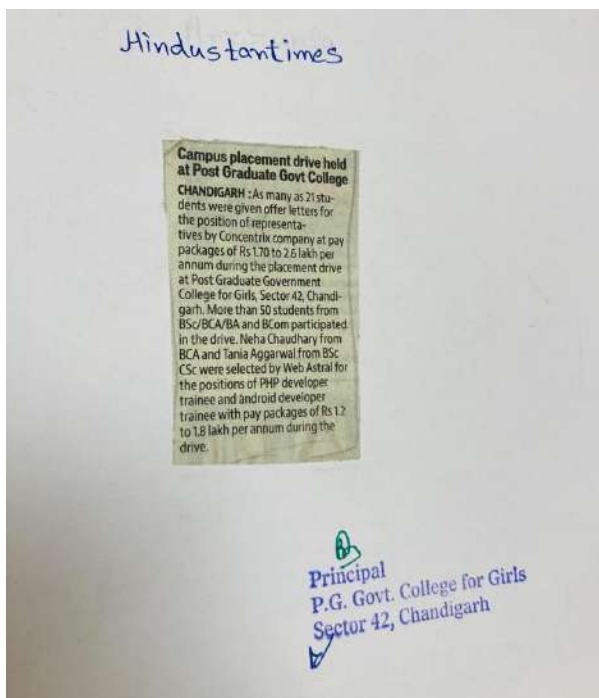 Hindustantimes
Campus placement drive held
at Post Graduate Govt College
CHANDIGARH : As many as 21 stu-
dents were given offer letters for
the position of representa-
tives by Concentrix company at pay
packages of Rs 1.70 to 2.6 lakh per
annum during the placement drive
at Post Graduate Government
College for Girls, Sector 42, Chandi-
garh. More than 50 students from
BSc/BCA/BA and BCom participated
in the drive. Neha Chaudhary from
BCA and Tania Aggarwal from BSc
CSc were selected by Web Astral for
the positions of PHP developer
trainee and android developer
trainee with pay packages of Rs 1.2
to 1.8 lakh per annum during the
drive.
Principal
P.G. Govt. College for Girls
Sector 42, Chandigarh